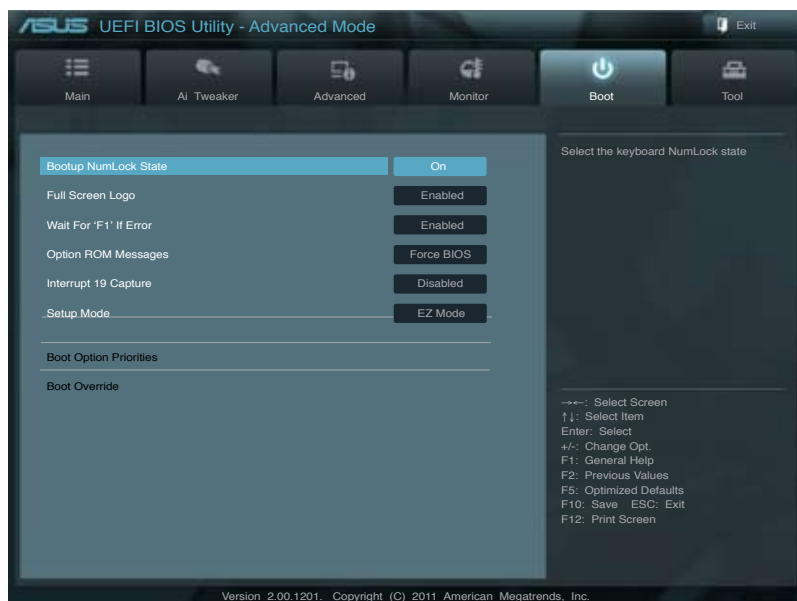 ASUS UEFI BIOS Utility - Advanced Mode
Exit
Main
Ai Tweaker
Advanced
Monitor
Boot
Tool
Bootup NumLock State
On
Full Screen Logo
Enabled
Wait For ‘F1’ If Error
Enabled
Option ROM Messages
Force BIOS
Interrupt 19 Capture
Disabled
Setup Mode
EZ Mode
Boot Option Priorities
Boot Override
Select the keyboard NumLock state
→←: Select Screen
↑↓: Select Item
Enter: Select
+/-: Change Opt.
F1: General Help
F2: Previous Values
F5: Optimized Defaults
F10: Save ESC: Exit
F12: Print Screen
Version 2.00.1201. Copyright (C) 2011 American Megatrends, Inc.